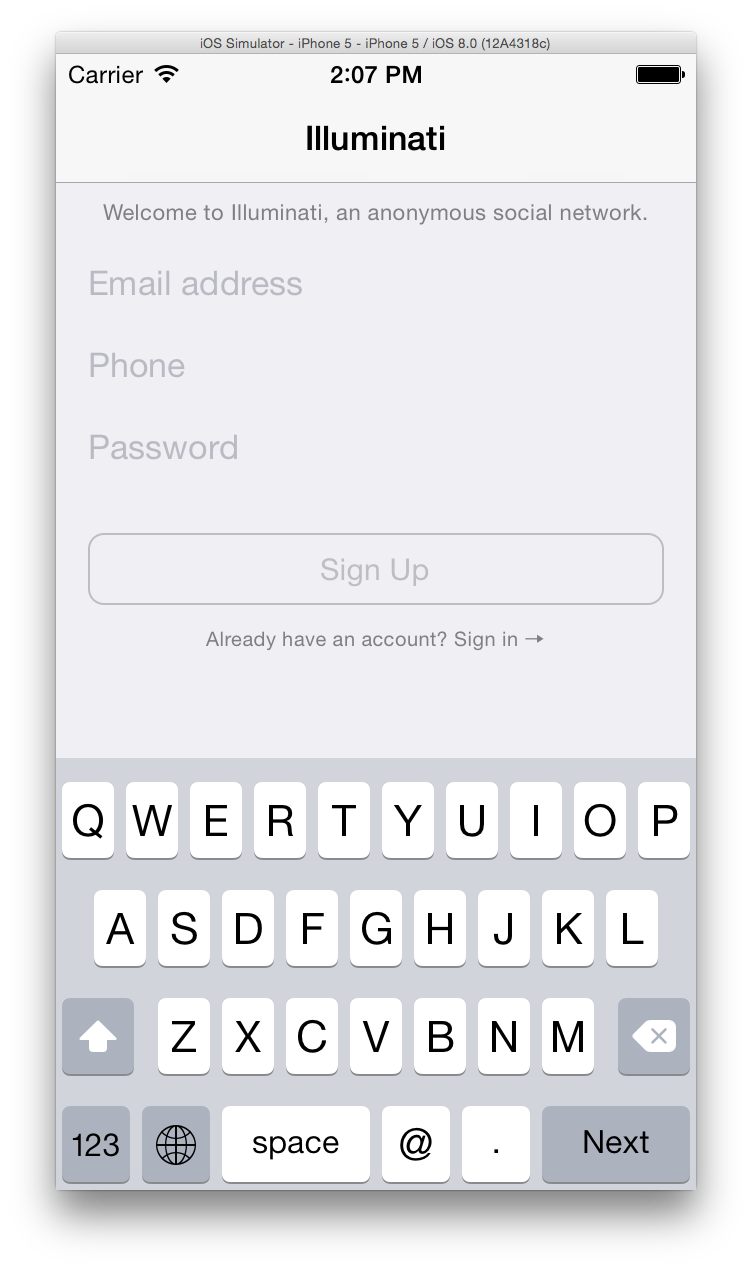 iOS Simulator - iPhone 5 - iPhone 5 / iOS 8.0 (12A4318c)
Carrier 2:07 PM
Illuminati
Welcome to Illuminati, an anonymous social network.
Email address
Phone
Password
Sign Up
Already have an account? Sign in →
Q W E R T Y U I O P
A S D F G H J K L
Z X C V B N M
123 space @ . Next